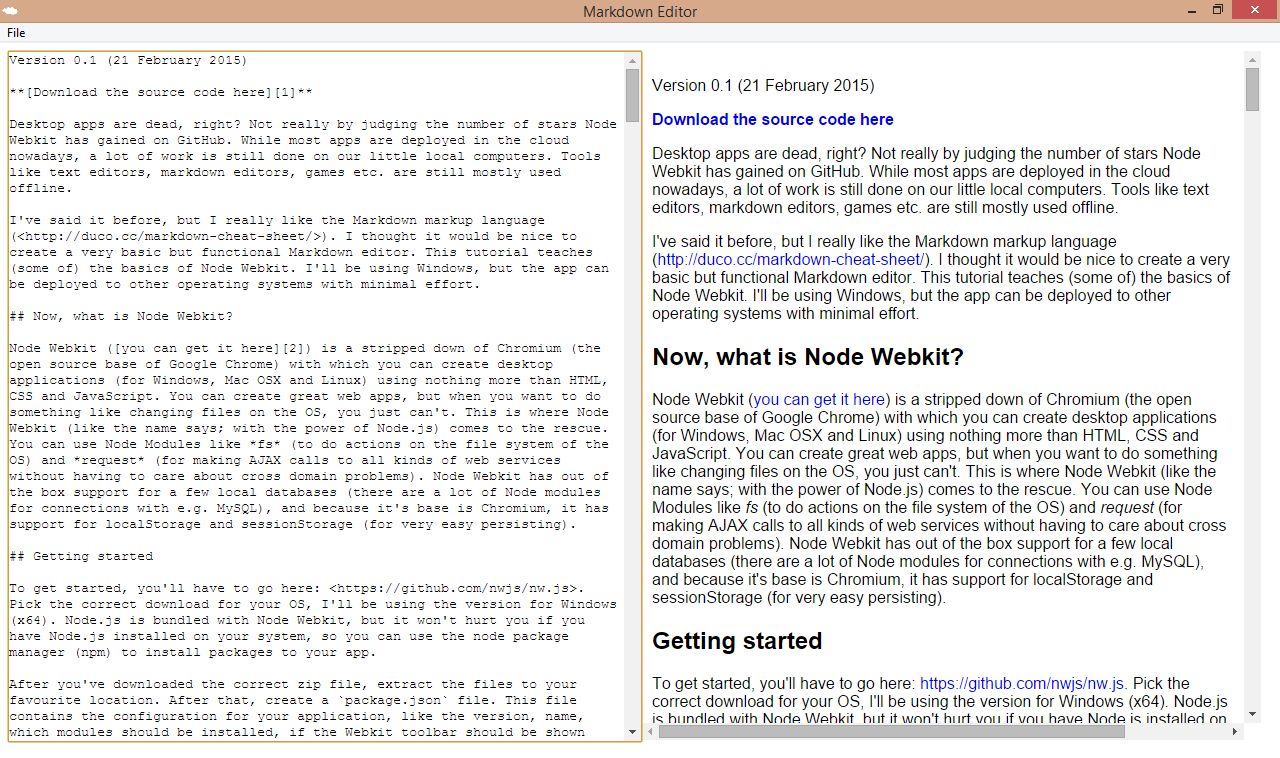 Markdown Editor
File
Version 0.1 (21 February 2015)
**[Download the source code here][1]**
Desktop apps are dead, right? Not really by judging the number of stars Node
Webkit has gained on GitHub. While most apps are deployed in the cloud
nowadays, a lot of work is still done on our little local computers. Tools
like text editors, markdown editors, games etc. are still mostly used
offline.
I've said it before, but I really like the Markdown markup language
(<http://duco.cc/markdown-cheat-sheet/>). I thought it would be nice to
create a very basic but functional Markdown editor. This tutorial teaches
(some of) the basics of Node Webkit. I'll be using Windows, but the app can
be deployed to other operating systems with minimal effort.
## Now, what is Node Webkit?
Node Webkit ([you can get it here][2]) is a stripped down of Chromium (the
open source base of Google Chrome) with which you can create desktop
applications (for Windows, Mac OSX and Linux) using nothing more than HTML,
CSS and JavaScript. You can create great web apps, but when you want to do
something like changing files on the OS, you just can't. This is where Node
Webkit (like the name says; with the power of Node.js) comes to the rescue.
You can use Node Modules like *fs* (to do actions on the file system of the
OS) and *request* (for making AJAX calls to all kinds of web services
without having to care about cross domain problems). Node Webkit has out of
the box support for a few local databases (there are a lot of Node modules
for connections with e.g. MySQL), and because it's base is Chromium, it has
support for localStorage and sessionStorage (for very easy persisting).
## Getting started
To get started, you'll have to go here: <https://github.com/nwjs/nw.js>.
Pick the correct download for your OS, I'll be using the version for Windows
(x64). Node.js is bundled with Node Webkit, but it won't hurt you if you
have Node.js installed on your system, so you can use the node package
manager (npm) to install packages to your app.
After you've downloaded the correct zip file, extract the files to your
favourite location. After that, create a `package.json` file. This file
contains the configuration for your application, like the version, name,
which modules should be installed, if the Webkit toolbar should be shown
Version 0.1 (21 February 2015)
Download the source code here
Desktop apps are dead, right? Not really by judging the number of stars Node
Webkit has gained on GitHub. While most apps are deployed in the cloud
nowadays, a lot of work is still done on our little local computers. Tools like text
editors, markdown editors, games etc. are still mostly used offline.
I've said it before, but I really like the Markdown markup language
(http://duco.cc/markdown-cheat-sheet/). I thought it would be nice to create a very
basic but functional Markdown editor. This tutorial teaches (some of) the basics of
Node Webkit. I'll be using Windows, but the app can be deployed to other
operating systems with minimal effort.
Now, what is Node Webkit?
Node Webkit (you can get it here) is a stripped down of Chromium (the open
source base of Google Chrome) with which you can create desktop applications
(for Windows, Mac OSX and Linux) using nothing more than HTML, CSS and
JavaScript. You can create great web apps, but when you want to do something
like changing files on the OS, you just can't. This is where Node Webkit (like the
name says; with the power of Node.js) comes to the rescue. You can use Node
Modules like fs (to do actions on the file system of the OS) and request (for
making AJAX calls to all kinds of web services without having to care about cross
domain problems). Node Webkit has out of the box support for a few local
databases (there are a lot of Node modules for connections with e.g. MySQL),
and because it's base is Chromium, it has support for localStorage and
sessionStorage (for very easy persisting).
Getting started
To get started, you'll have to go here: https://github.com/nwjs/nw.js. Pick the
correct download for your OS, I'll be using the version for Windows (x64). Node.js
is bundled with Node Webkit, but it won't hurt you if you have Node.js installed on